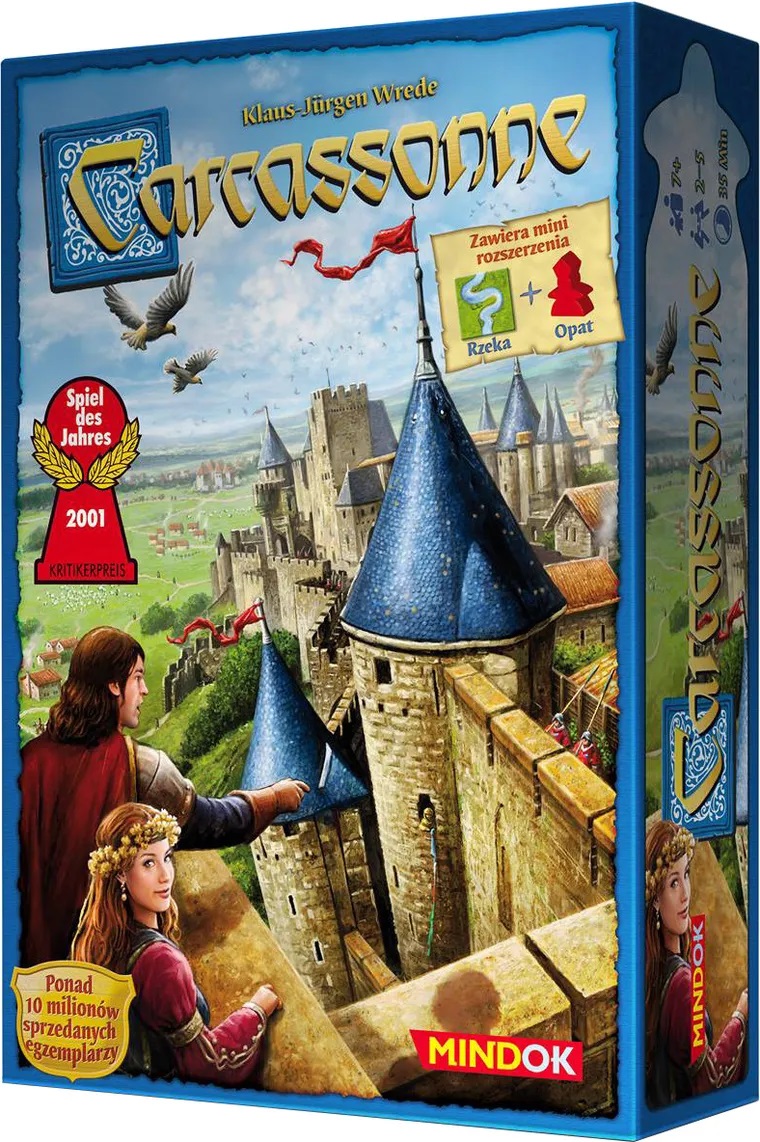 Klaus-Jürgen Wrede
Carcassonne
Zawiera mini
rozszerzenia
+
Rzeka
Opat
Spiel
des
Jahres
2001
KRITIKERPREIS
Ponad
10 milionów
sprzedanych
egzemplarzy
MINDOK
7+
2-5
35 Min
Carcassonne
MINDOK